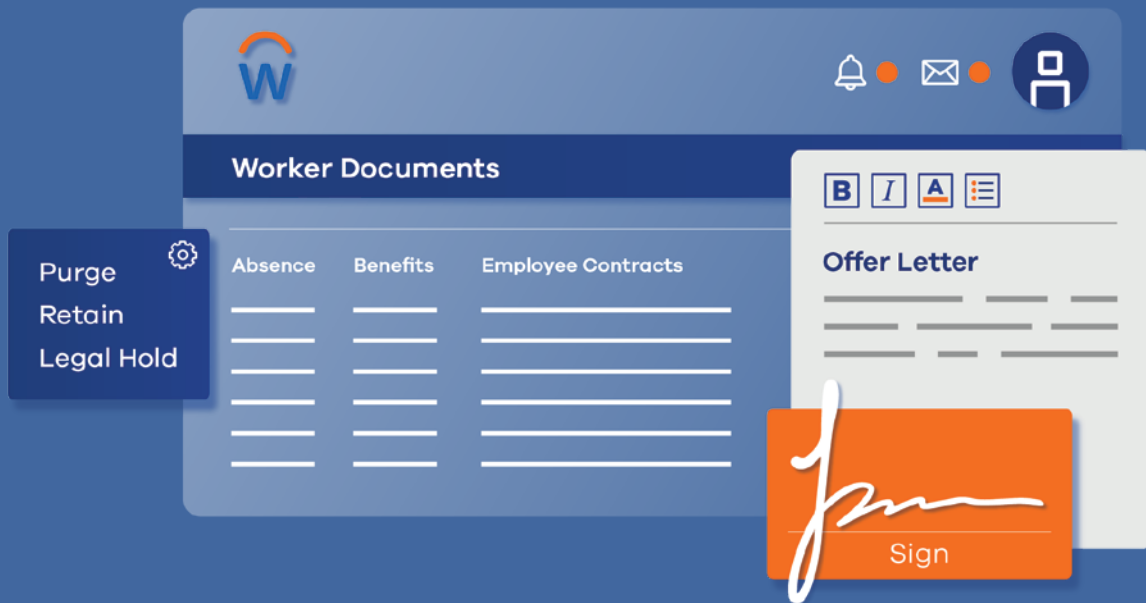 W
Worker Documents
Purge
Retain
Legal Hold
Absence Benefits Employee Contracts
B I A
Offer Letter
Sign